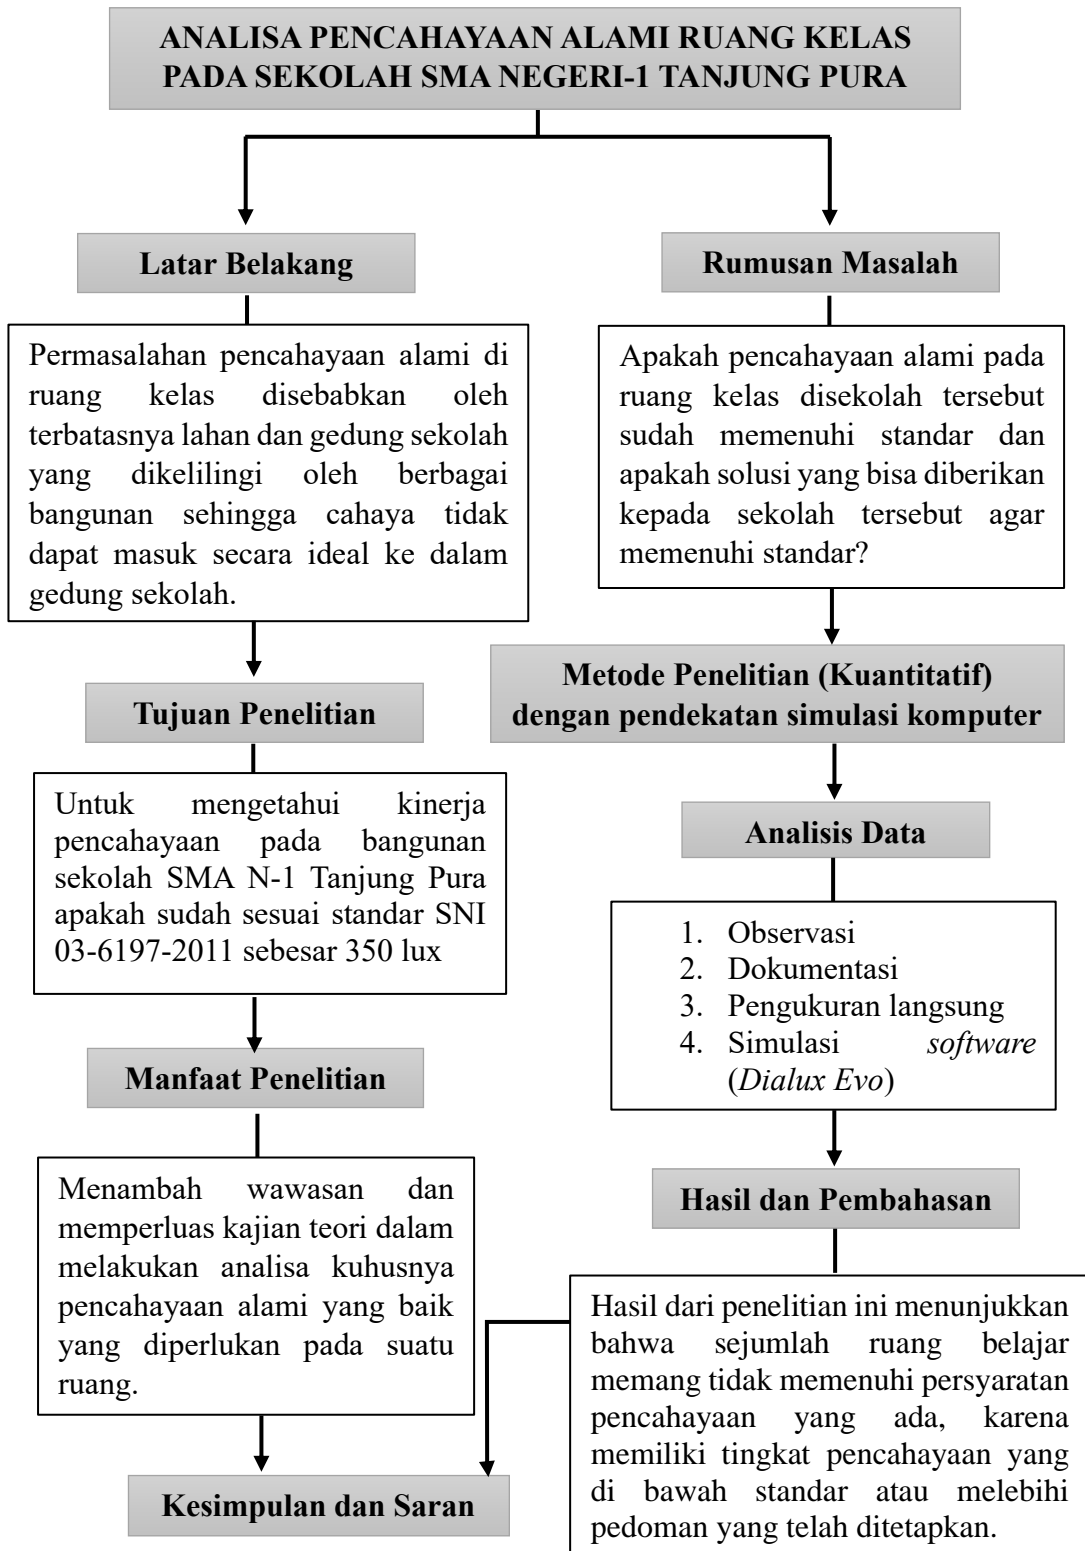 ANALISA PENCAHAYAAN ALAMI RUANG KELAS
PADA SEKOLAH SMA NEGERI-1 TANJUNG PURA
Latar Belakang
Permasalahan pencahayaan alami di
ruang kelas disebabkan oleh
terbatasnya lahan dan gedung sekolah
yang dikelilingi oleh berbagai
bangunan sehingga cahaya tidak
dapat masuk secara ideal ke dalam
gedung sekolah.
Tujuan Penelitian
Untuk mengetahui kinerja
pencahayaan pada bangunan
sekolah SMA N-1 Tanjung Pura
apakah sudah sesuai standar SNI
03-6197-2011 sebesar 350 lux
Manfaat Penelitian
Menambah wawasan dan
memperluas kajian teori dalam
melakukan analisa kuhusnya
pencahayaan alami yang baik
yang diperlukan pada suatu
ruang.
Rumusan Masalah
Apakah pencahayaan alami pada
ruang kelas disekolah tersebut
sudah memenuhi standar dan
apakah solusi yang bisa diberikan
kepada sekolah tersebut agar
memenuhi standar?
Metode Penelitian (Kuantitatif)
dengan pendekatan simulasi komputer
Analisis Data
1. Observasi
2. Dokumentasi
3. Pengukuran langsung
4. Simulasi software
(Dialux Evo)
Hasil dan Pembahasan
Hasil dari penelitian ini menunjukkan
bahwa sejumlah ruang belajar
memang tidak memenuhi persyaratan
pencahayaan yang ada, karena
memiliki tingkat pencahayaan yang
di bawah standar atau melebihi
pedoman yang telah ditetapkan.
Kesimpulan dan Saran